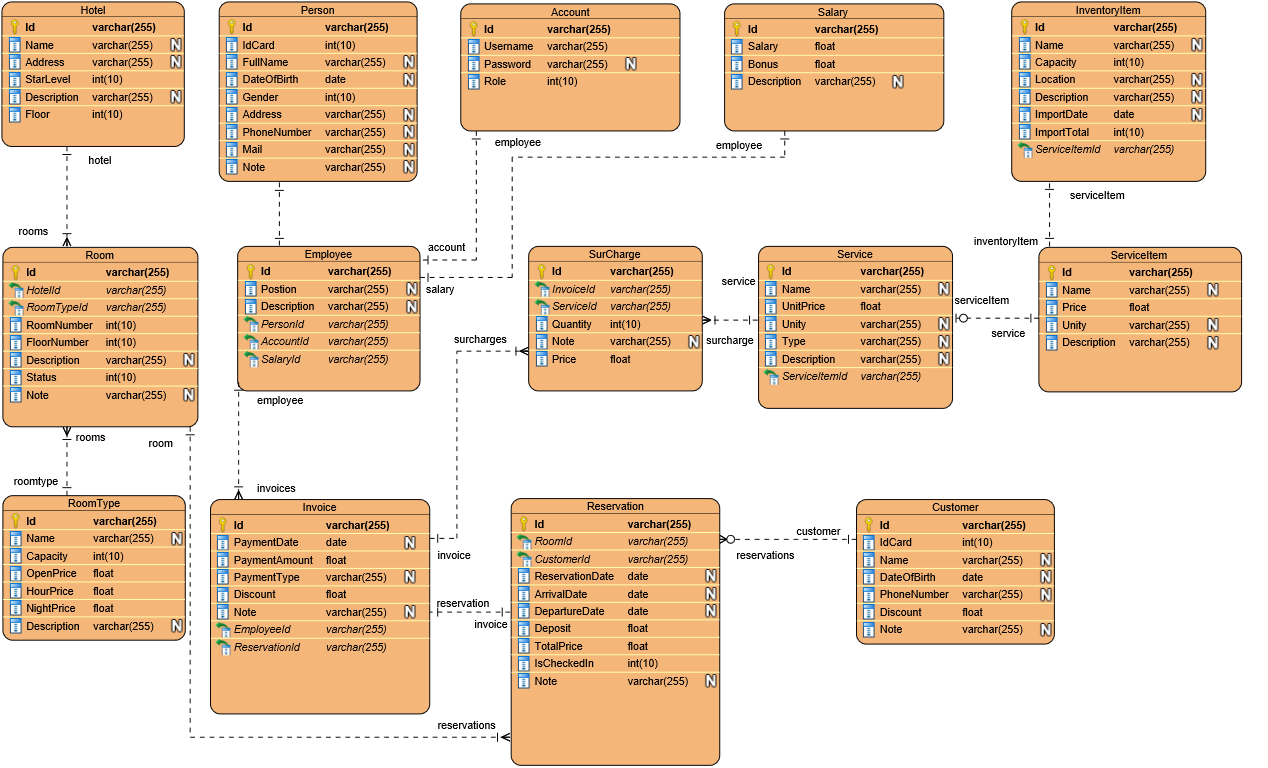 Hotel
Id varchar(255)
Name varchar(255) N
Address varchar(255) N
StarLevel int(10)
Description varchar(255) N
Floor int(10)
Person
Id varchar(255)
IdCard int(10)
FullName varchar(255) N
DateOfBirth date N
Gender int(10)
Address varchar(255) N
PhoneNumber varchar(255) N
Mail varchar(255) N
Note varchar(255) N
Account
Id varchar(255)
Username varchar(255)
Password varchar(255) N
Role int(10)
Salary
Id varchar(255)
Salary float
Bonus float
Description varchar(255) N
InventoryItem
Id varchar(255)
Name varchar(255) N
Capacity int(10)
Location varchar(255) N
Description varchar(255) N
ImportDate date N
ImportTotal int(10)
ServiceItemId varchar(255)
hotel
rooms
employee
employee
account
salary
serviceItem
inventoryItem
Room
Id varchar(255)
HotelId varchar(255)
RoomTypeId varchar(255)
RoomNumber int(10)
FloorNumber int(10)
Description varchar(255) N
Status int(10)
Note varchar(255) N
Employee
Id varchar(255)
Postion varchar(255) N
Description varchar(255) N
PersonId varchar(255)
AccountId varchar(255)
SalaryId varchar(255)
SurCharge
Id varchar(255)
InvoiceId varchar(255)
ServiceId varchar(255)
Quantity int(10)
Note varchar(255) N
Price float
service
surcharge
surcharges
Service
Id varchar(255)
Name varchar(255) N
UnitPrice float
Unity varchar(255) N
Type varchar(255) N
Description varchar(255) N
ServiceItemId varchar(255)
serviceItem
service
ServiceItem
Id varchar(255)
Name varchar(255) N
Price float
Unity varchar(255) N
Description varchar(255) N
rooms
room
roomtype
employee
invoices
RoomType
Id varchar(255)
Name varchar(255) N
Capacity int(10)
OpenPrice float
HourPrice float
NightPrice float
Description varchar(255) N
Invoice
Id varchar(255)
PaymentDate date N
PaymentAmount float
PaymentType varchar(255) N
Discount float
Note varchar(255) N
EmployeeId varchar(255)
ReservationId varchar(255)
invoice
reservation
invoice
reservations
Reservation
Id varchar(255)
RoomId varchar(255)
CustomerId varchar(255)
ReservationDate date N
ArrivalDate date N
DepartureDate date N
Deposit float
TotalPrice float
IsCheckedIn int(10)
Note varchar(255) N
customer
reservations
Customer
Id varchar(255)
IdCard int(10)
Name varchar(255) N
DateOfBirth date N
PhoneNumber varchar(255) N
Discount float
Note varchar(255) N